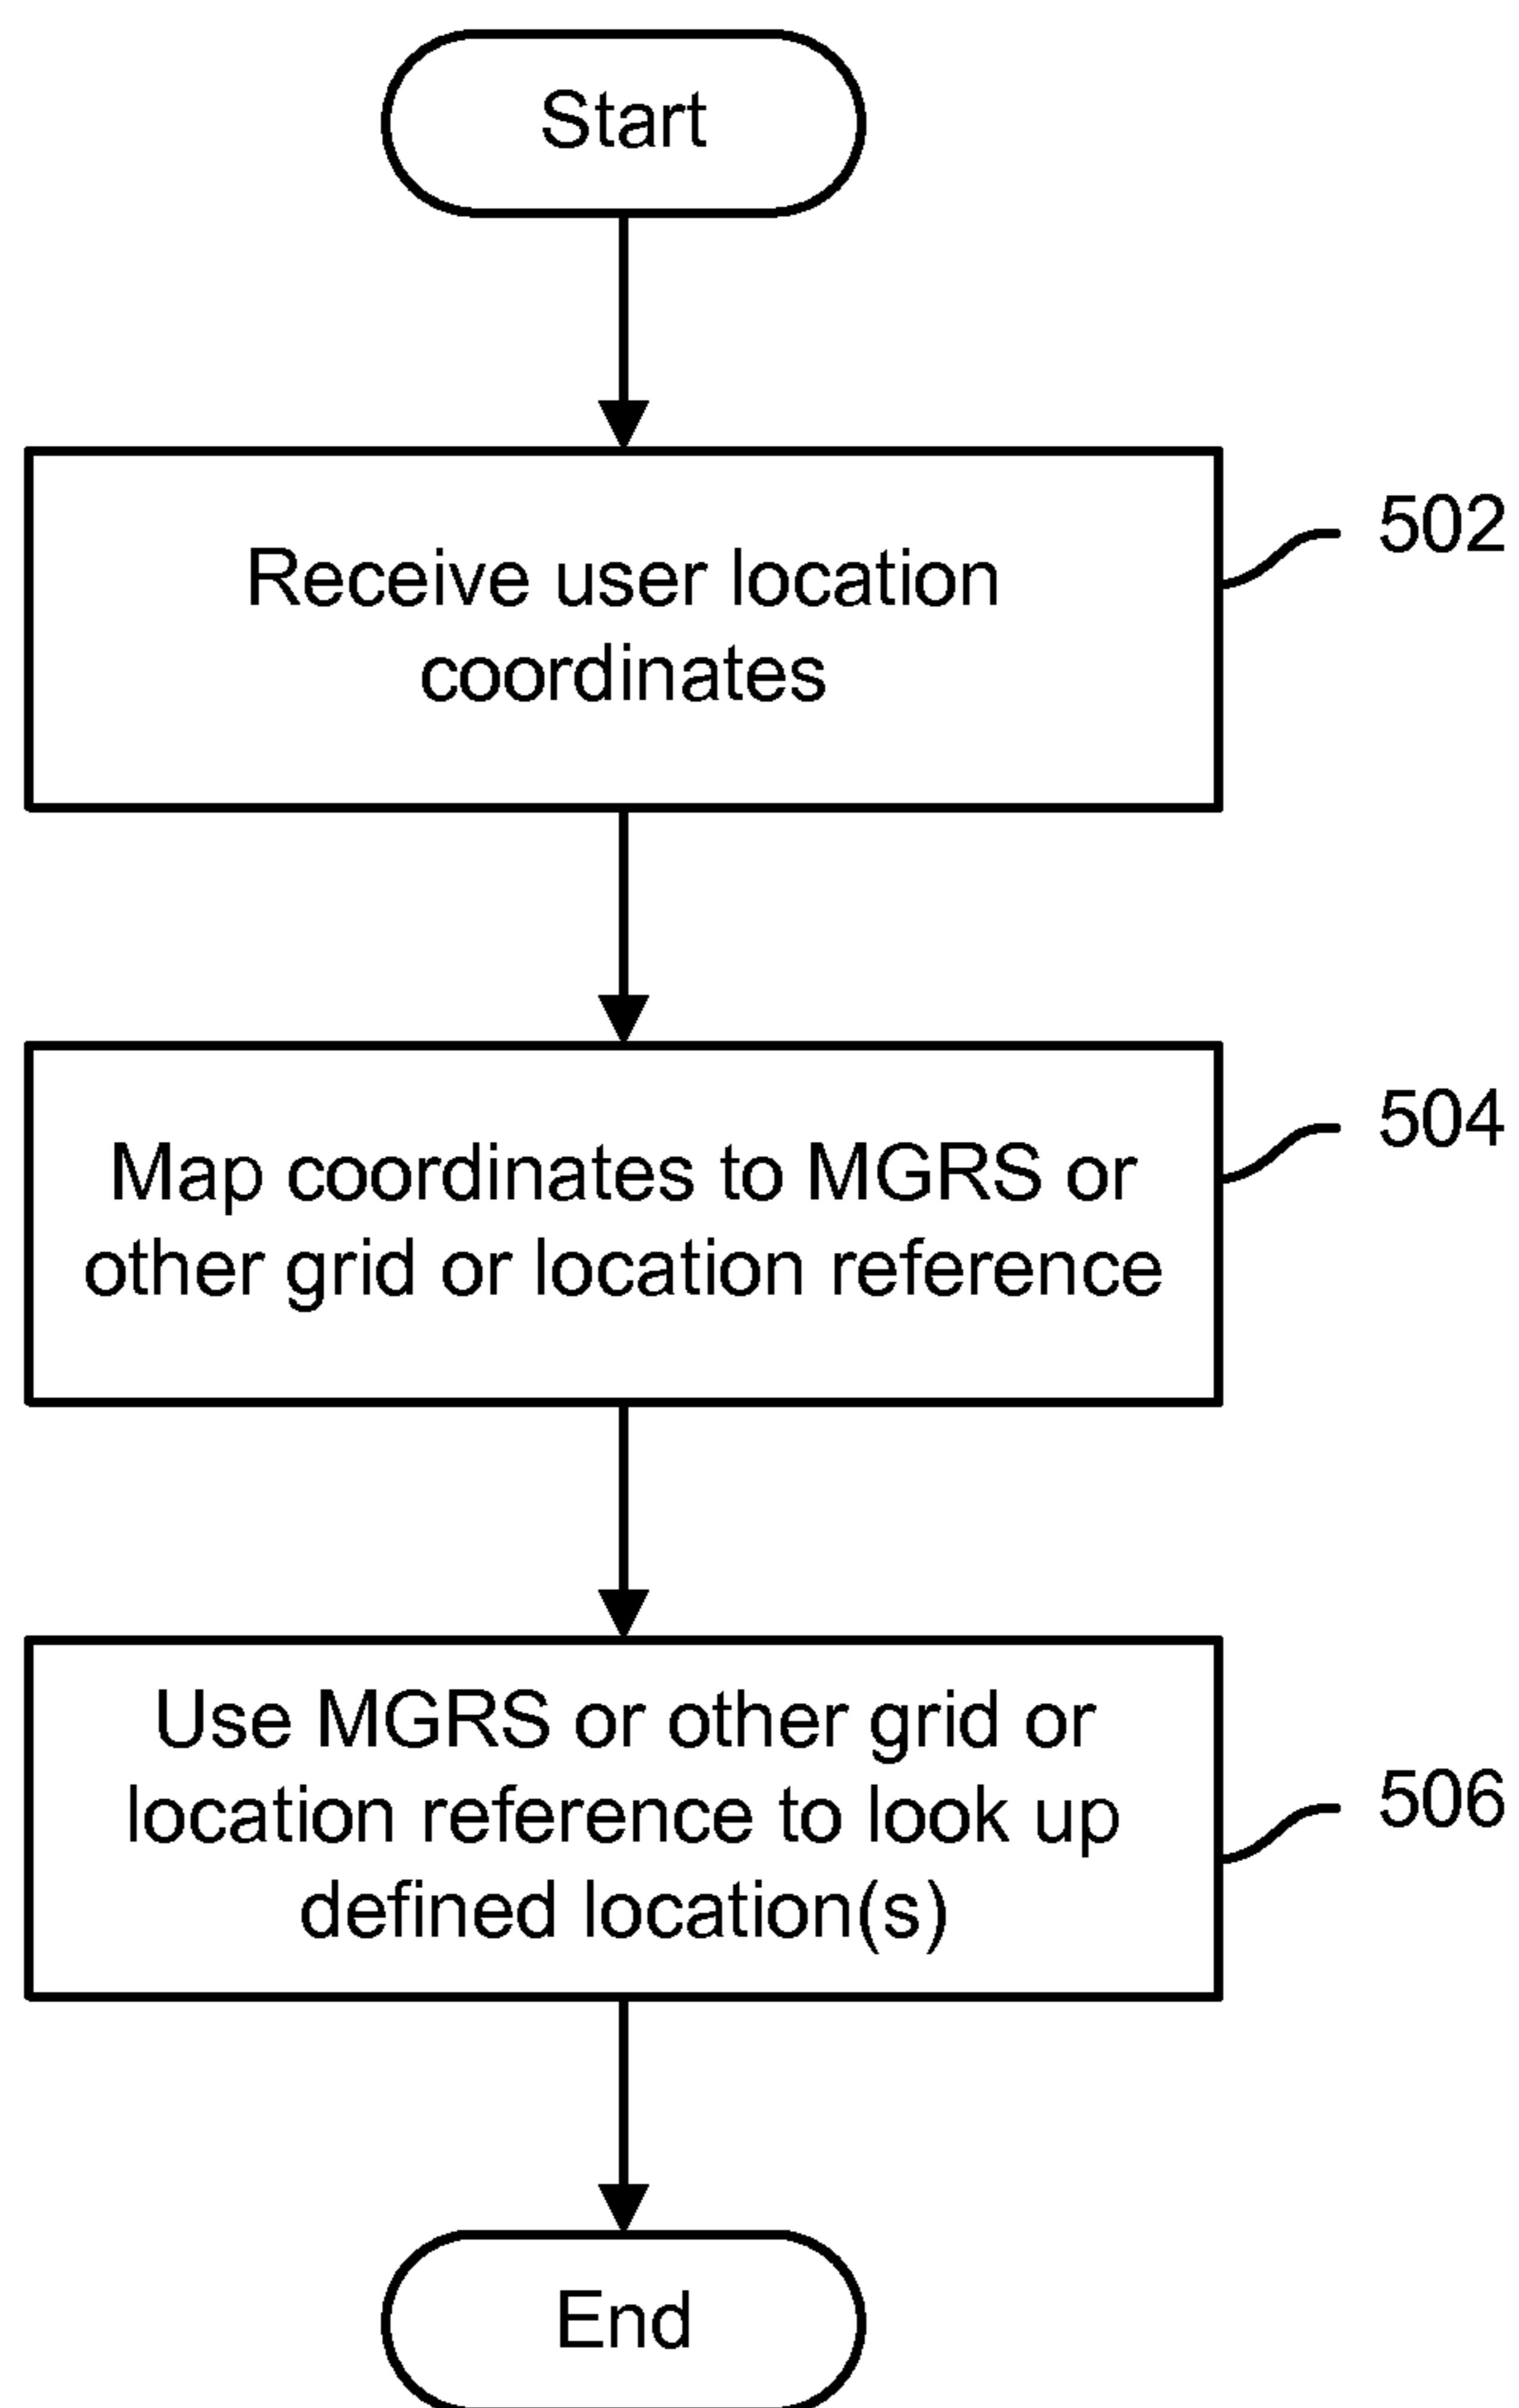 Start
Receive user location
coordinates
502
Map coordinates to MGRS or
other grid or location reference
504
Use MGRS or other grid or
location reference to look up
defined location(s)
506
End